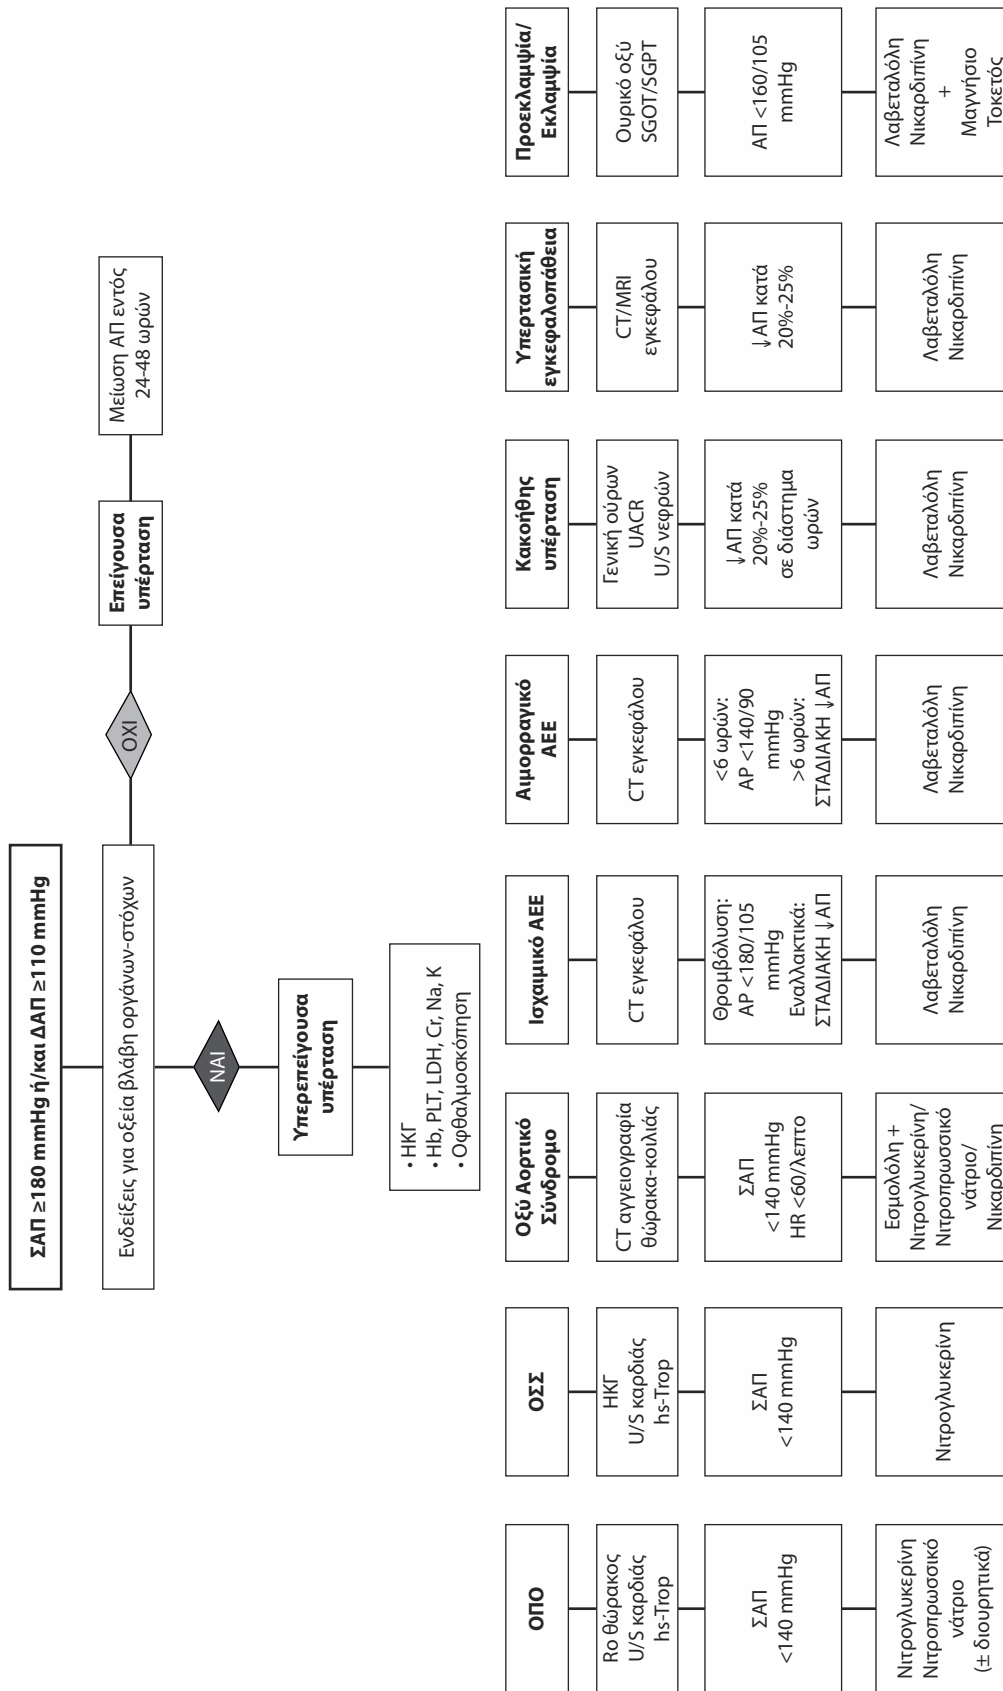 ΣΑΠ ≥180 mmHg ή/και ΔΑΠ ≥110 mmHg
Ενδείξεις για οξεία βλάβη οργάνων-στόχων
ΟΧΙ
Επείγουσα
υπέρταση
Μείωση ΑΠ εντός
24-48 ωρών
ΝΑΙ
Υπερεπείγουσα
υπέρταση
• ΗΚΓ
• Hb, PLT, LDH, Cr, Na, K
• Οφθαλμοσκόπηση
ΟΠΟ
Ro θώρακος
U/S καρδιάς
hs-Trop
ΣΑΠ
<140 mmHg
Νιτρογλυκερίνη
Νιτροπρωσσικό
νάτριο
(± διουρητικά)
ΟΣΣ
ΗΚΓ
U/S καρδιάς
hs-Trop
ΣΑΠ
<140 mmHg
Νιτρογλυκερίνη
Οξύ Αορτικό
Σύνδρομο
CT αγγειογραφία
θώρακα-κοιλιάς
ΣΑΠ
<140 mmHg
HR <60/λεπτο
Εσμολόλη +
Νιτρογλυκερίνη/
Νιτροπρωσσικό
νάτριο/
Νικαρδιπίνη
Ισχαιμικό ΑΕΕ
CT εγκεφάλου
Θρομβόλυση:
AP <180/105
mmHg
Εναλλακτικά:
ΣΤΑΔΙΑΚΗ ↓ΑΠ
Λαβεταλόλη
Νικαρδιπίνη
Αιμορραγικό
ΑΕΕ
CT εγκεφάλου
<6 ωρών:
AP <140/90
mmHg
>6 ωρών:
ΣΤΑΔΙΑΚΗ ↓ΑΠ
Λαβεταλόλη
Νικαρδιπίνη
Κακοήθης
υπέρταση
Γενική ούρων
UACR
U/S νεφρών
↓ΑΠ κατά
20%-25%
σε διάστημα
ωρών
Λαβεταλόλη
Νικαρδιπίνη
Υπερτασική
εγκεφαλοπάθεια
CT/MRI
εγκεφάλου
↓ΑΠ κατά
20%-25%
Λαβεταλόλη
Νικαρδιπίνη
Προεκλαμψία/
Εκλαμψία
Ουρικό οξύ
SGOT/SGPT
ΑΠ <160/105
mmHg
Λαβεταλόλη
Νικαρδιπίνη
+
Μαγνήσιο
Τοκετός